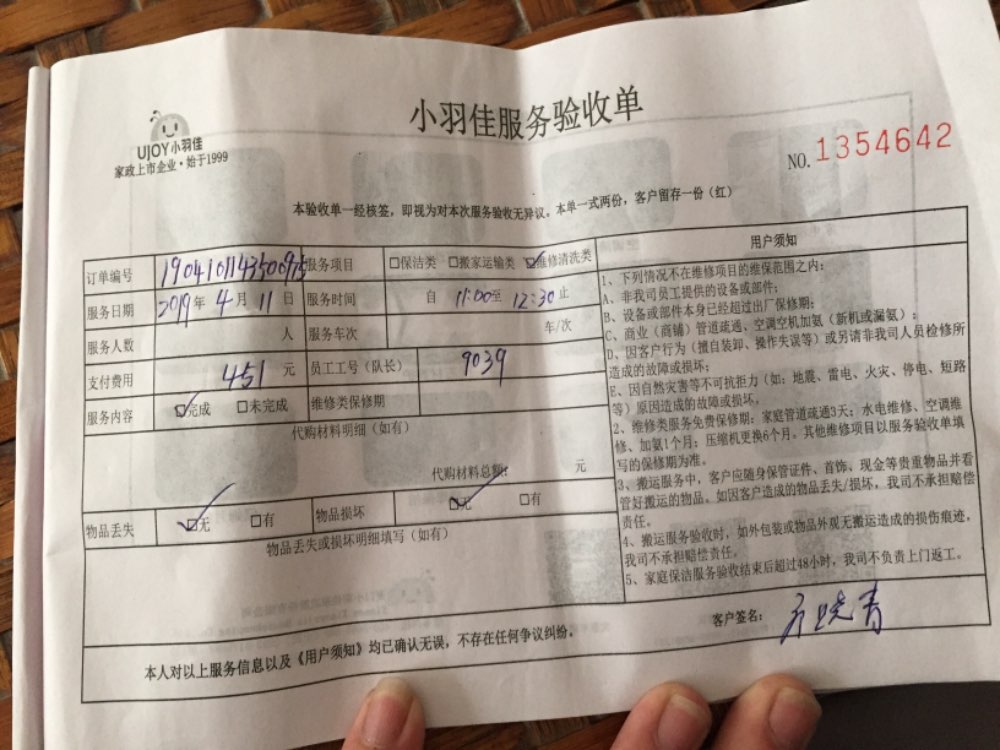 小羽佳服务验收单
UJOY小羽佳
家政上市企业·始于1999
NO.1354642
本验收单一经核签，即视为对本次服务验收无异议。本单一式两份，客户留存一份（红）
订单编号 1904101143500975 服务项目 □保洁类 □搬家运输类 ☑维修清洗类
服务日期 2019年4月11日 服务时间 自 11:00至 12:30止
服务人数 人 服务车次 车/次
支付费用 451 元 员工工号（队长） 9039
服务内容 ☑完成 □未完成 维修类保修期
代购材料明细（如有）
代购材料总额： 元
物品丢失 ☑无 □有 物品损坏 ☑无 □有
物品丢失或损坏明细填写（如有）
用户须知
1、下列情况不在维修项目的维保范围之内：
A、非我司员工提供的设备或部件；
B、设备或部件本身已经超过出厂保修期；
C、商业（商铺）管道疏通、空调空机加氨（新机或漏氨）；
D、因客户行为（擅自装卸、操作失误等）或另请非我司人员检修所
造成的故障或损坏；
E、因自然灾害等不可抗拒力（如：地震、雷电、火灾、停电、短路
等）原因造成的故障或损坏。
2、维修类服务免费保修期：家庭管道疏通3天；水电维修、空调维
修、加氨1个月；压缩机更换6个月。其他维修项目以服务验收单填
写的保修期为准。
3、搬运服务中，客户应随身保管证件、首饰、现金等贵重物品并看
管好搬运的物品。如因客户造成的物品丢失/损坏，我司不承担赔偿
责任。
4、搬运服务验收时，如外包装或物品外观无搬运造成的损伤痕迹，
我司不承担赔偿责任。
5、家庭保洁服务验收结束后超过48小时，我司不负责上门返工。
客户签名： 方晓青
本人对以上服务信息以及《用户须知》均已确认无误，不存在任何争议纠纷。